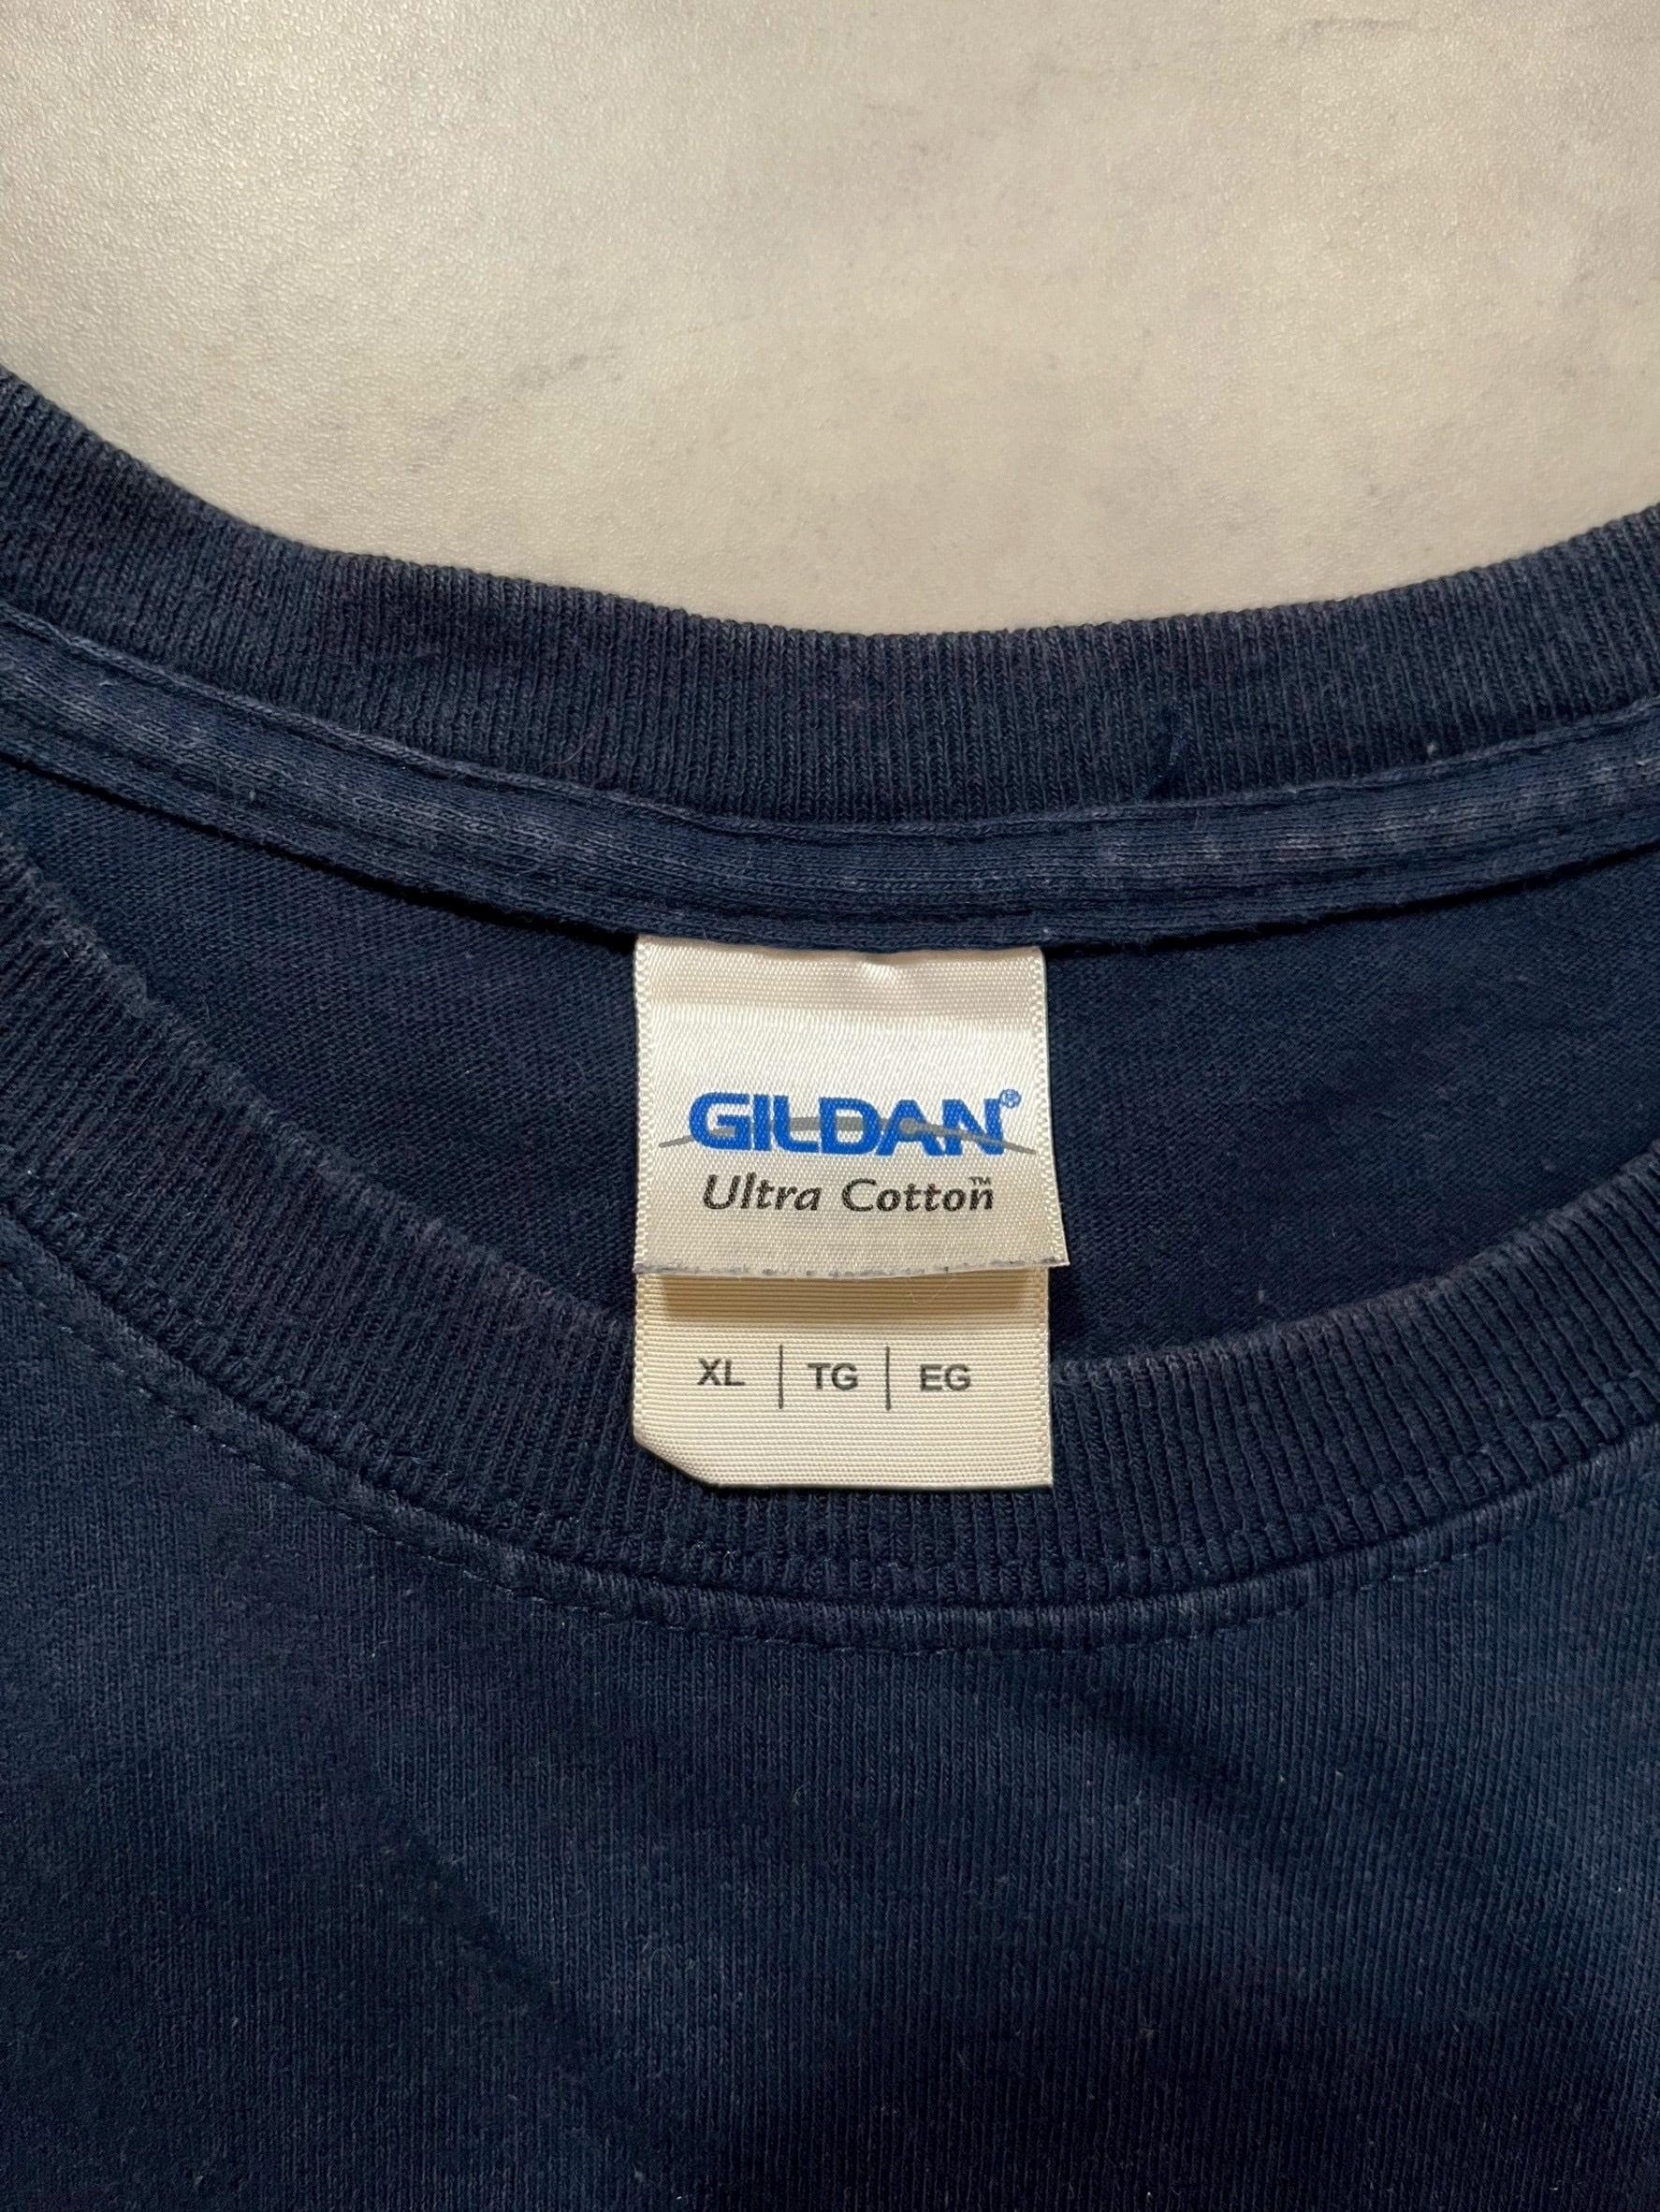 GILDAN®
Ultra Cotton™
XL | TG | EG